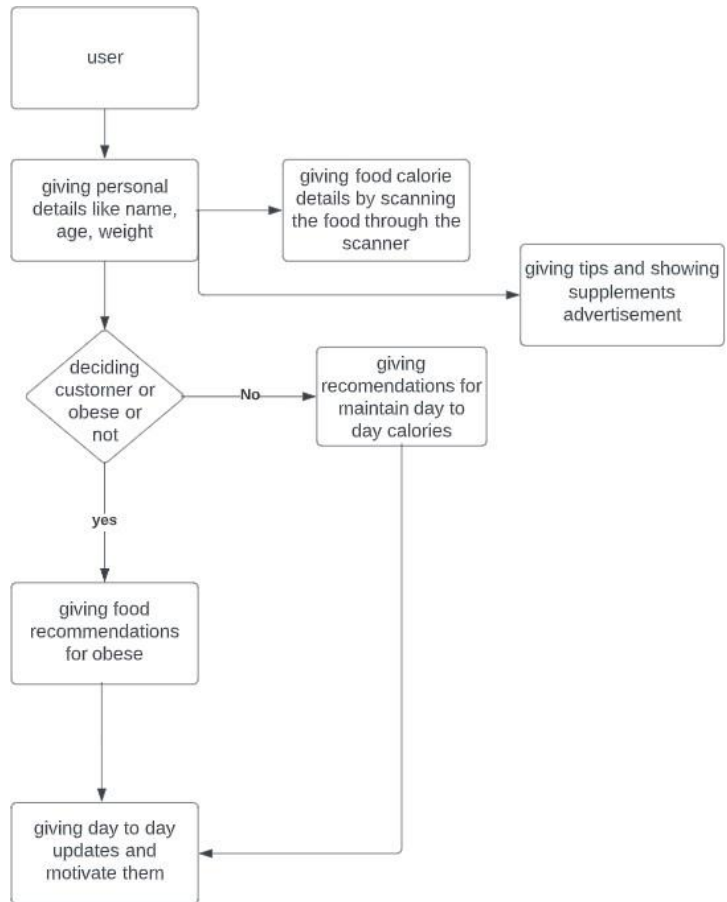 user
giving personal
details like name,
age, weight
giving food calorie
details by scanning
the food through the
scanner
giving tips and showing
supplements
advertisement
deciding
customer or
obese or
not
No
giving
recomendations for
maintain day to
day calories
yes
giving food
recommendations
for obese
giving day to day
updates and
motivate them